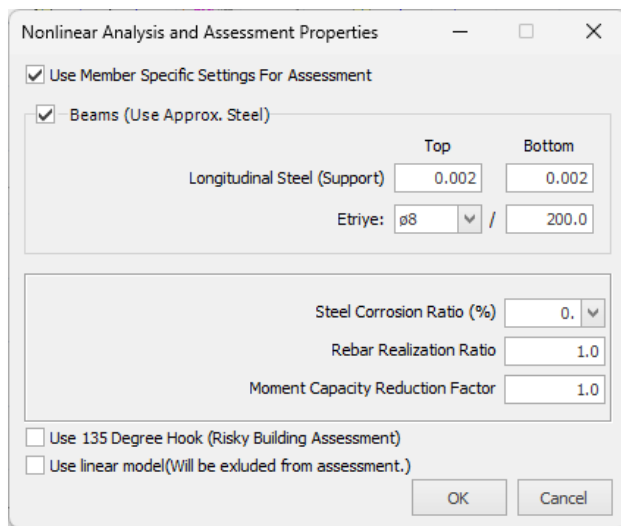 Nonlinear Analysis and Assessment Properties
Use Member Specific Settings For Assessment
Beams (Use Approx. Steel)
Top Bottom
Longitudinal Steel (Support) 0.002 0.002
Etriye: ø8 / 200.0
Steel Corrosion Ratio (%) 0.
Rebar Realization Ratio 1.0
Moment Capacity Reduction Factor 1.0
Use 135 Degree Hook (Risky Building Assessment)
Use linear model(Will be exluded from assessment.)
OK Cancel